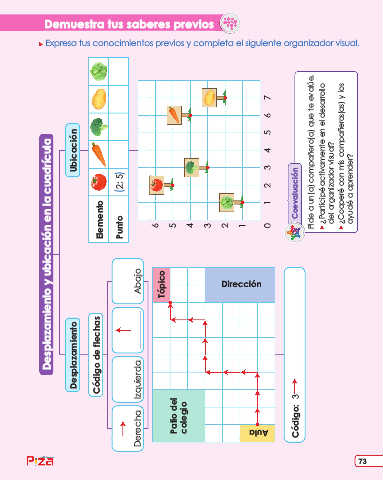 Demuestra tus saberes previos
Expresa tus conocimientos previos y completa el siguiente organizador visual.
Desplazamiento y ubicación en la cuadrícula
Desplazamiento
Código de flechas
Derecha
Izquierda
Abajo
Patio del
colegio
Aula
Tópico
Dirección
Código: 3
Ubicación
Elemento
Punto
(2; 5)
6
5
4
3
2
1
0 1 2 3 4 5 6 7
Coevaluación
Pide a un(a) compañero(a) que te evalúe.
¿Participé activamente en el desarrollo
del organizador visual?
¿Cooperé con mis compañeros(as) y los
ayudé a aprender?
73